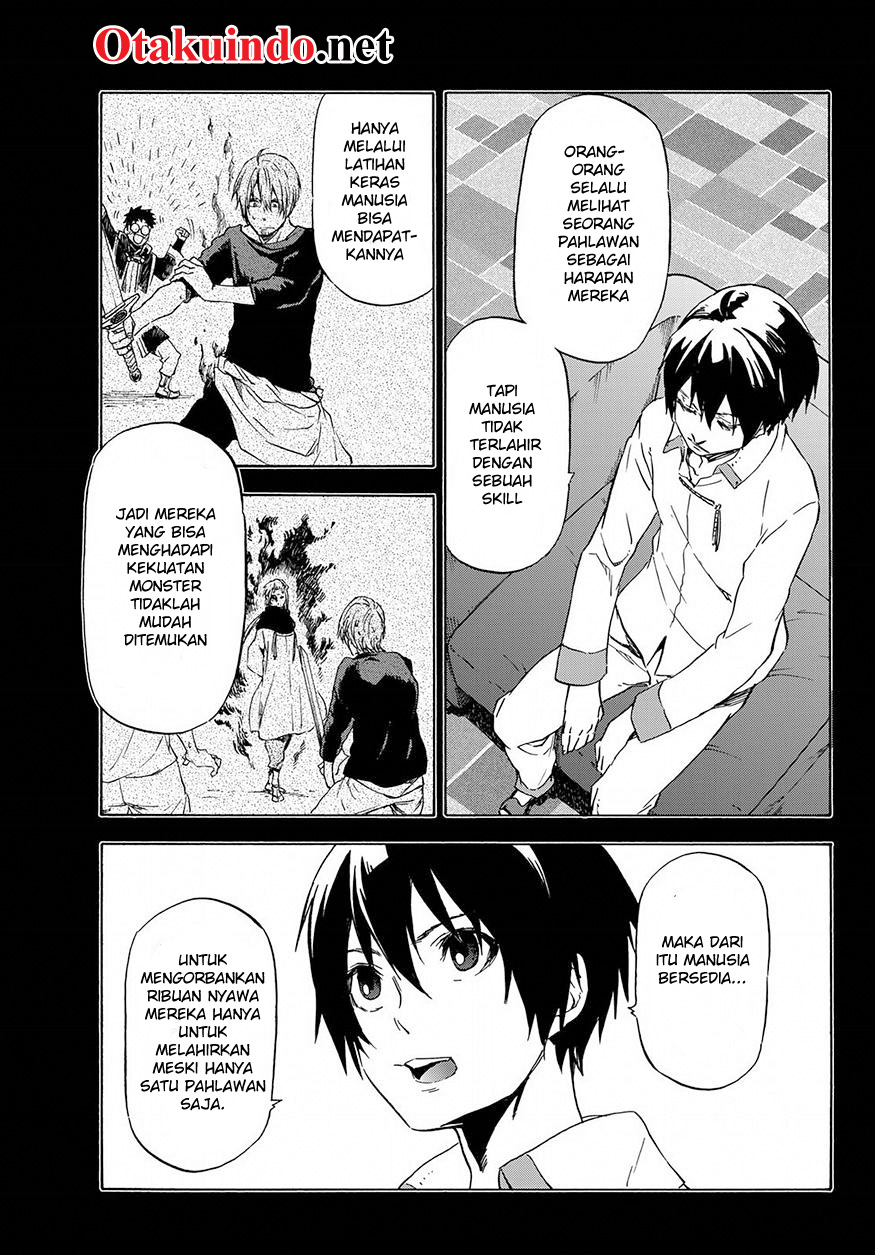 Otakuindo.net
ORANG-
ORANG
SELALU
MELIHAT
SEORANG
PAHLAWAN
SEBAGAI
HARAPAN
MEREKA
TAPI
MANUSIA
TIDAK
TERLAHIR
DENGAN
SEBUAH
SKILL
HANYA
MELALUI
LATIHAN
KERAS
MANUSIA
BISA
MENDAPAT-
KANNYA
JADI MEREKA
YANG BISA
MENGHADAPI
KEKUATAN
MONSTER
TIDAKLAH
MUDAH
DITEMUKAN
MAKA DARI
ITU MANUSIA
BERSEDIA...
UNTUK
MENGORBANKAN
RIBUAN NYAWA
MEREKA HANYA
UNTUK
MELAHIRKAN
MESKI HANYA
SATU PAHLAWAN
SAJA.